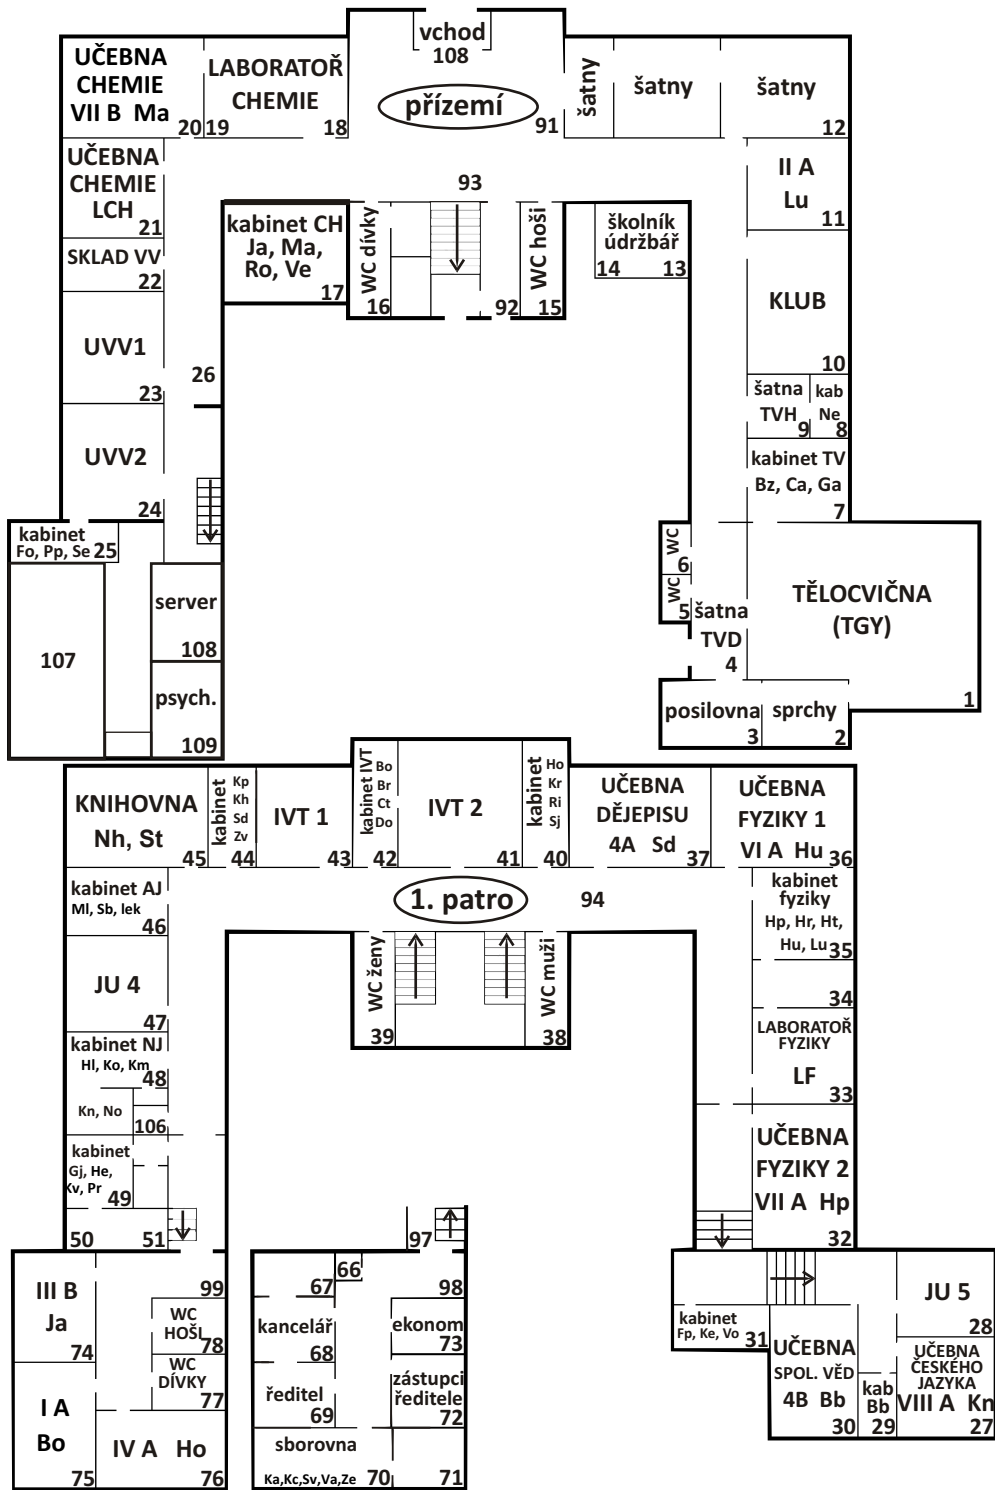 vchod
108
přízemí
UČEBNA
CHEMIE
VII B Ma
20
LABORATOŘ
CHEMIE
19
18
91
šatny
šatny
šatny
12
UČEBNA
CHEMIE
LCH
21
93
II A
Lu
11
SKLAD VV
22
kabinet CH
Ja, Ma,
Ro, Ve
17
WC dívky
16
92
WC hoši
15
školník
údržbář
14
13
KLUB
10
UVV1
23
26
šatna
TVH
9
kab
Ne
8
UVV2
24
kabinet TV
Bz, Ca, Ga
7
kabinet
Fo, Pp, Se
25
WC
6
WC
5
šatna
TVD
4
TĚLOCVIČNA
(TGY)
1
107
server
108
psych.
109
posilovna
3
sprchy
2
KNIHOVNA
Nh, St
45
kabinet
Kp
Kh
Sd
Zv
44
IVT 1
43
kabinet IVT
Bo
Br
Ct
Do
42
IVT 2
41
kabinet
Ho
Kr
Ri
Sj
40
UČEBNA
DĚJEPISU
4A Sd
37
UČEBNA
FYZIKY 1
VI A Hu
36
1. patro
94
kabinet AJ
Ml, Sb, lek
46
kabinet
fyziky
Hp, Hr, Ht,
Hu, Lu
35
JU 4
47
WC ženy
39
WC muži
38
34
kabinet NJ
Hl, Ko, Km
48
LABORATOŘ
FYZIKY
LF
33
Kn, No
106
kabinet
Gj, He,
Kv, Pr
49
UČEBNA
FYZIKY 2
VII A Hp
32
50
51
97
III B
Ja
74
99
WC
HOŠI
78
WC
DÍVKY
77
I A
Bo
75
IV A Ho
76
66
67
98
kancelář
68
ekonom
73
ředitel
69
zástupci
ředitele
72
sborovna
Ka,Kc,Sv,Va,Ze
70
71
kabinet
Fp, Ke, Vo
31
JU 5
28
UČEBNA
SPOL. VĚD
4B Bb
30
kab
Bb
29
UČEBNA
ČESKÉHO
JAZYKA
VIII A Kn
27